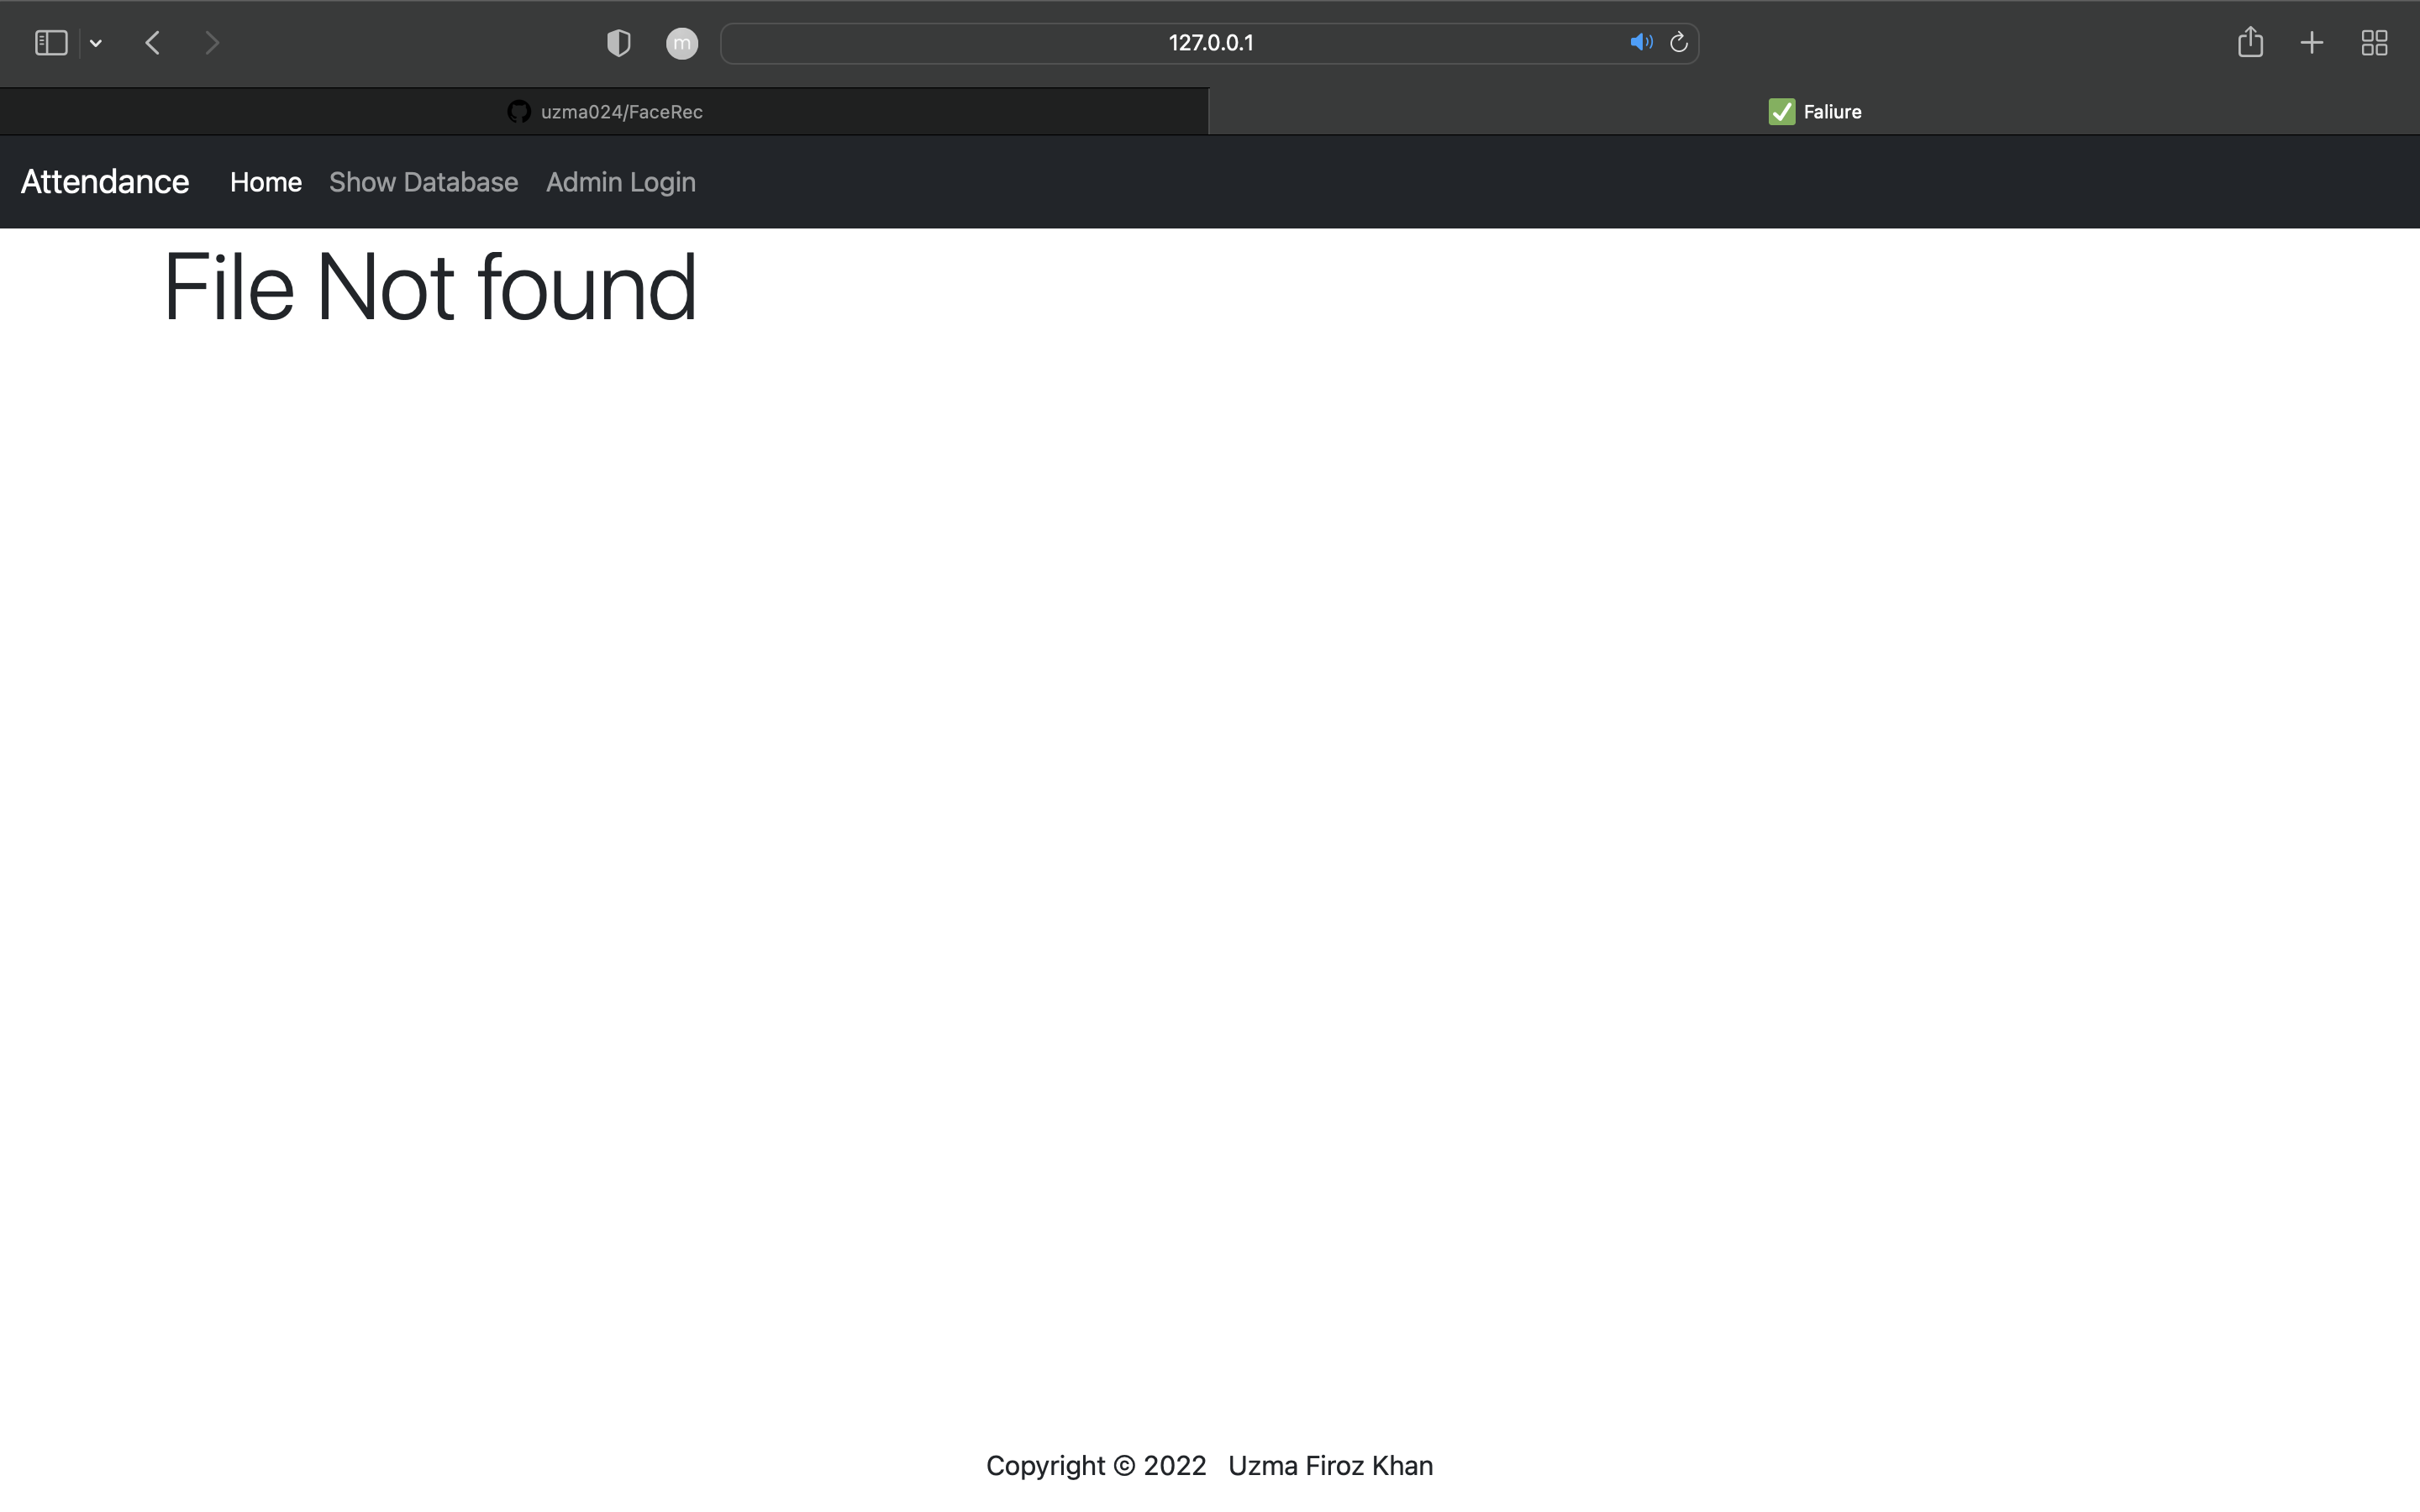 m
127.0.0.1
uzma024/FaceRec
Faliure
Attendance Home Show Database Admin Login
File Not found
Copyright © 2022 Uzma Firoz Khan